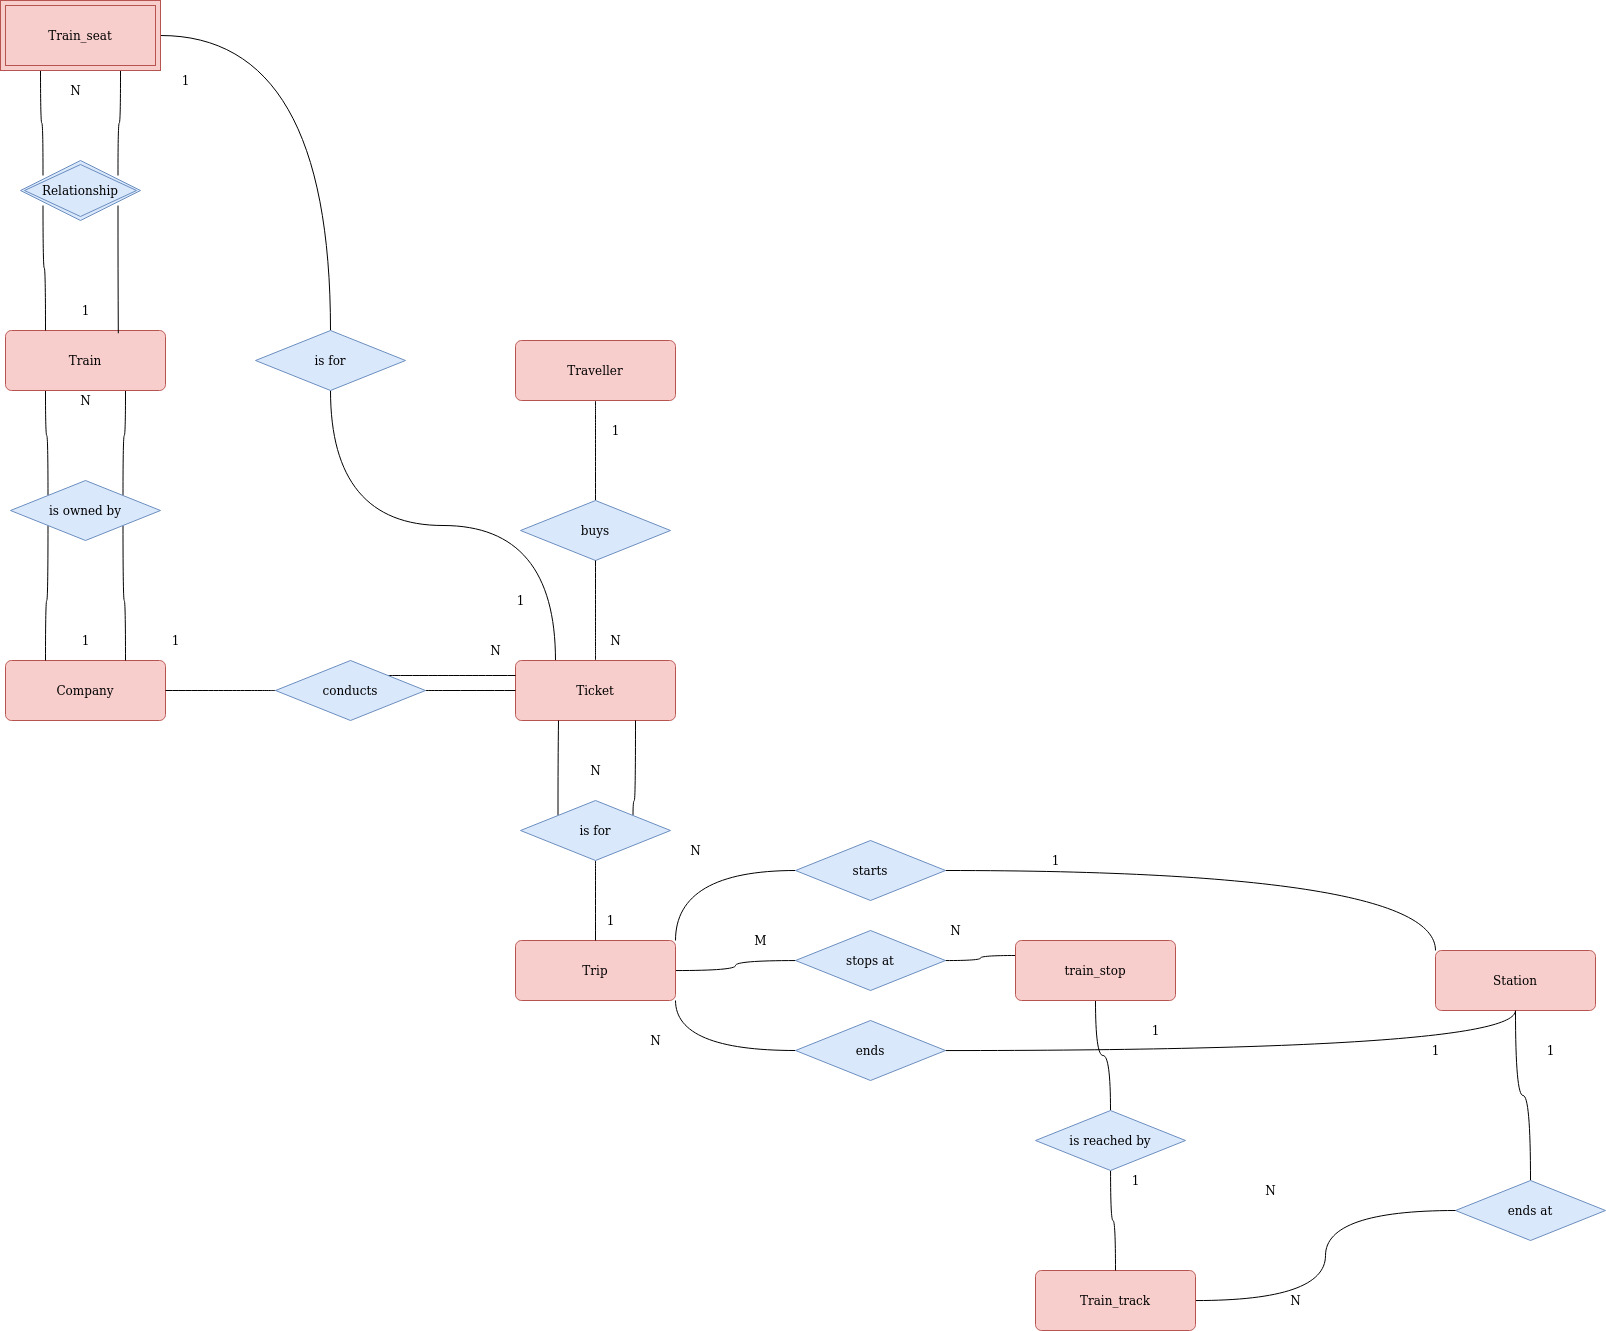 Train_seat
1
N
Relationship
1
Train
is for
Traveller
N
1
is owned by
buys
1
1
1
N
N
Company
conducts
Ticket
N
is for
N
1
starts
1
M
N
Trip
stops at
train_stop
Station
N
ends
1
1
1
is reached by
1
N
ends at
Train_track
N